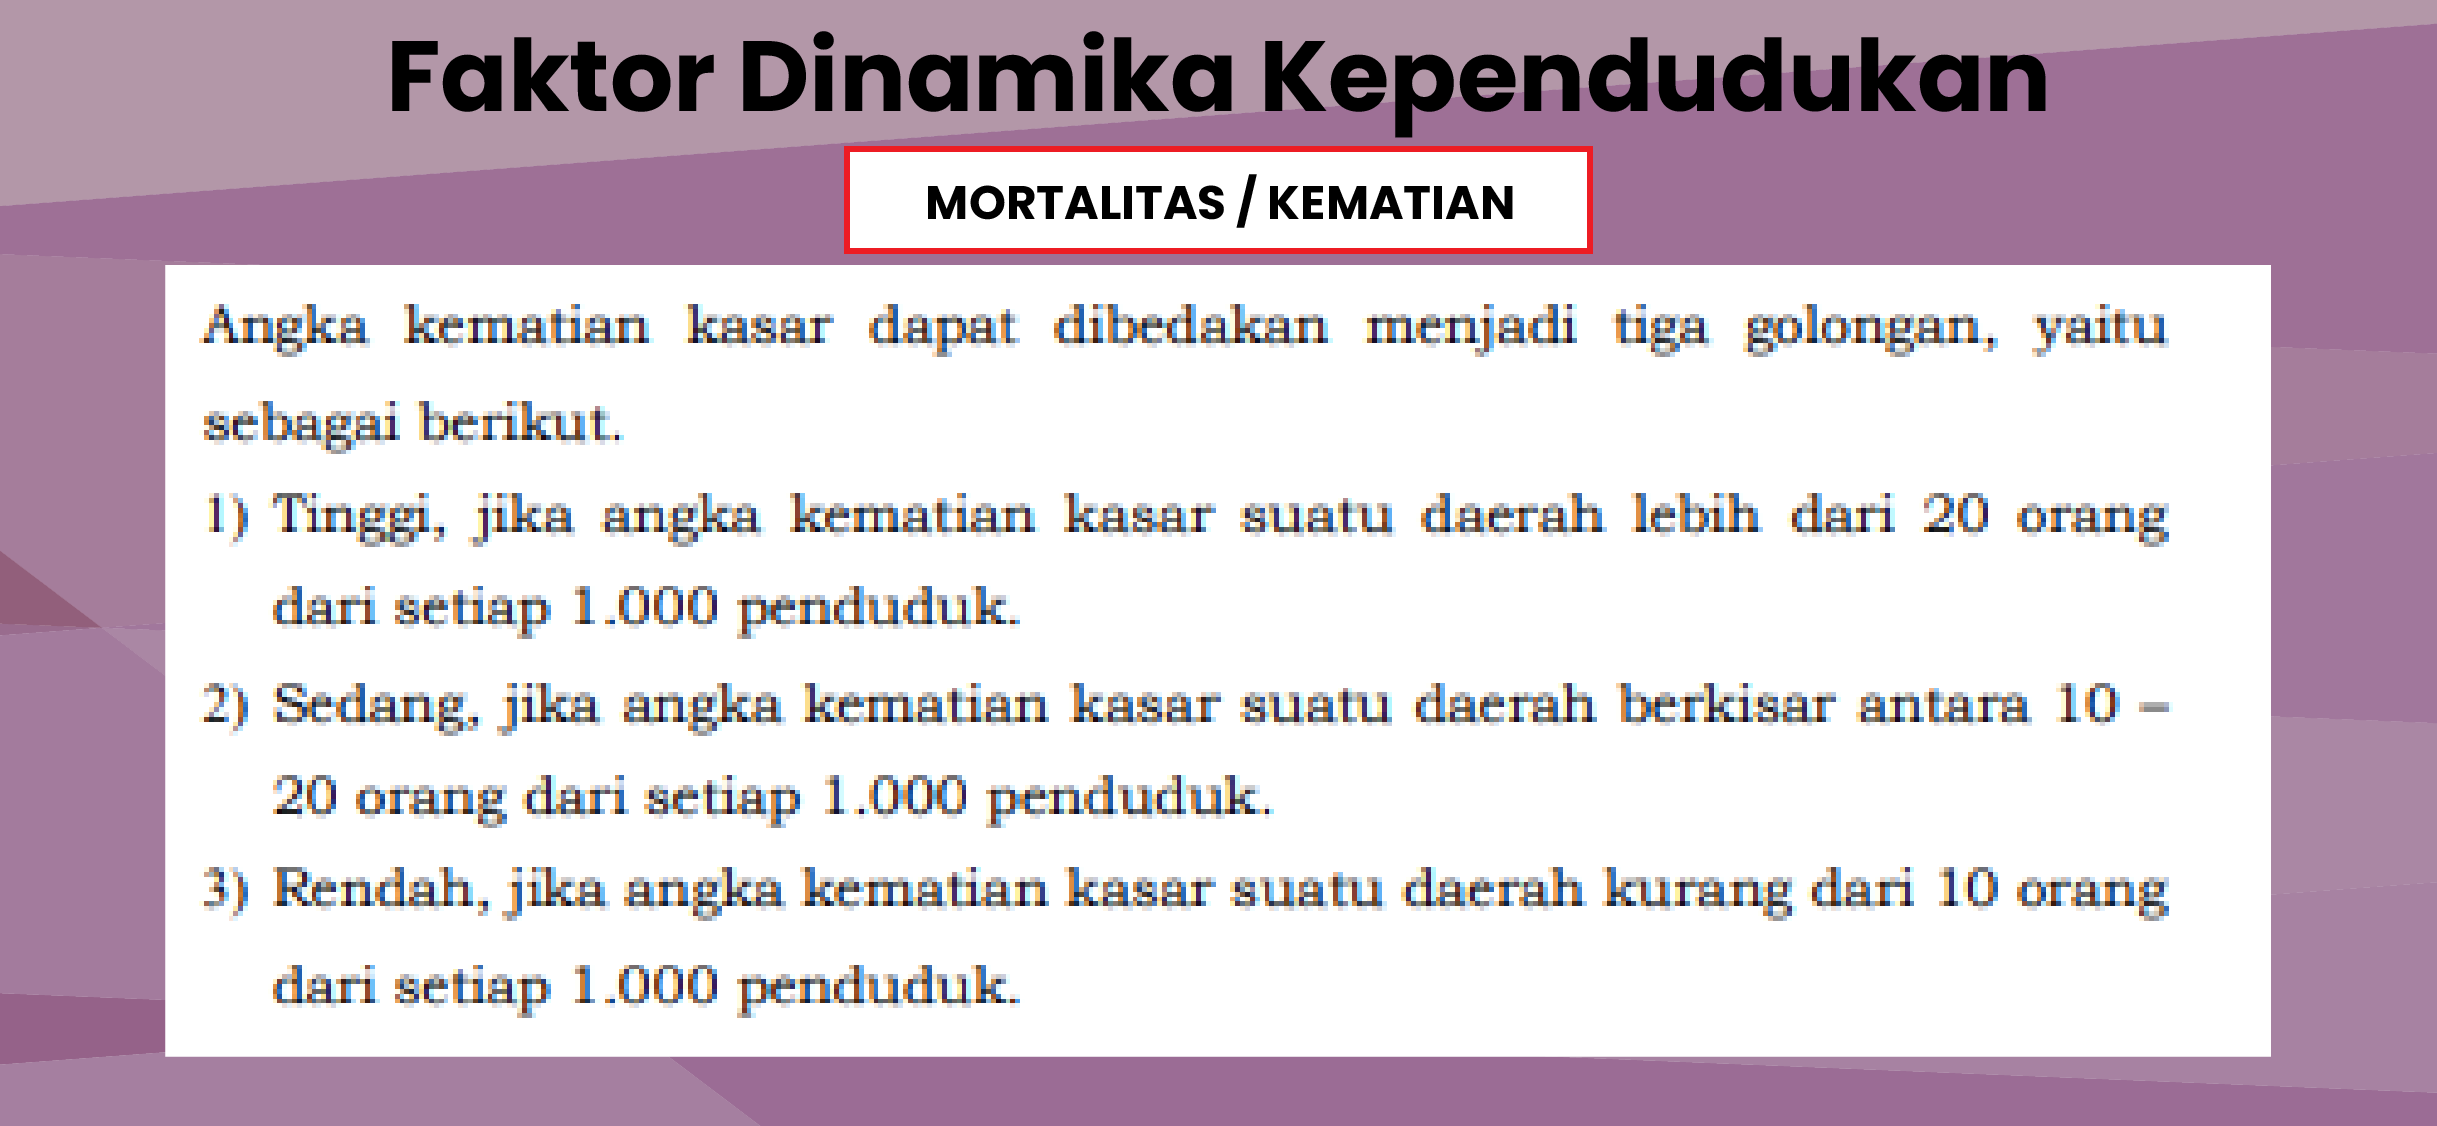 Faktor Dinamika Kependudukan
MORTALITAS / KEMATIAN
Angka kematian kasar dapat dibedakan menjadi tiga golongan, yaitu
sebagai berikut.
1) Tinggi, jika angka kematian kasar suatu daerah lebih dari 20 orang
dari setiap 1.000 penduduk.
2) Sedang, jika angka kematian kasar suatu daerah berkisar antara 10 –
20 orang dari setiap 1.000 penduduk.
3) Rendah, jika angka kematian kasar suatu daerah kurang dari 10 orang
dari setiap 1.000 penduduk.